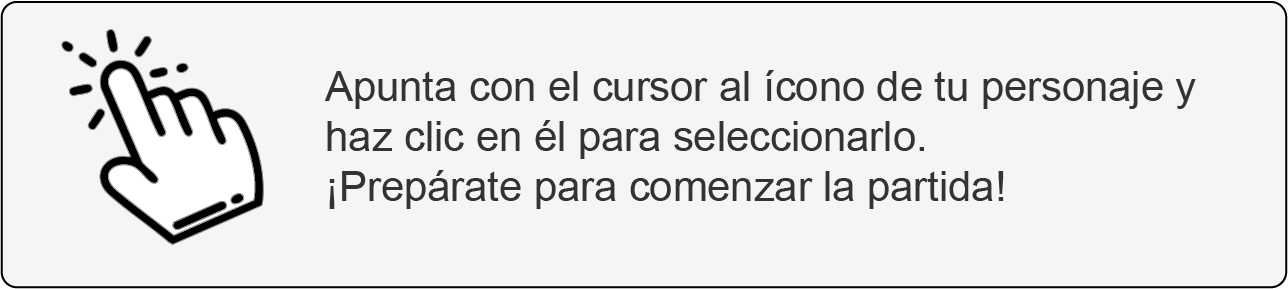 Apunta con el cursor al ícono de tu personaje y
haz clic en él para seleccionarlo.
¡Prepárate para comenzar la partida!